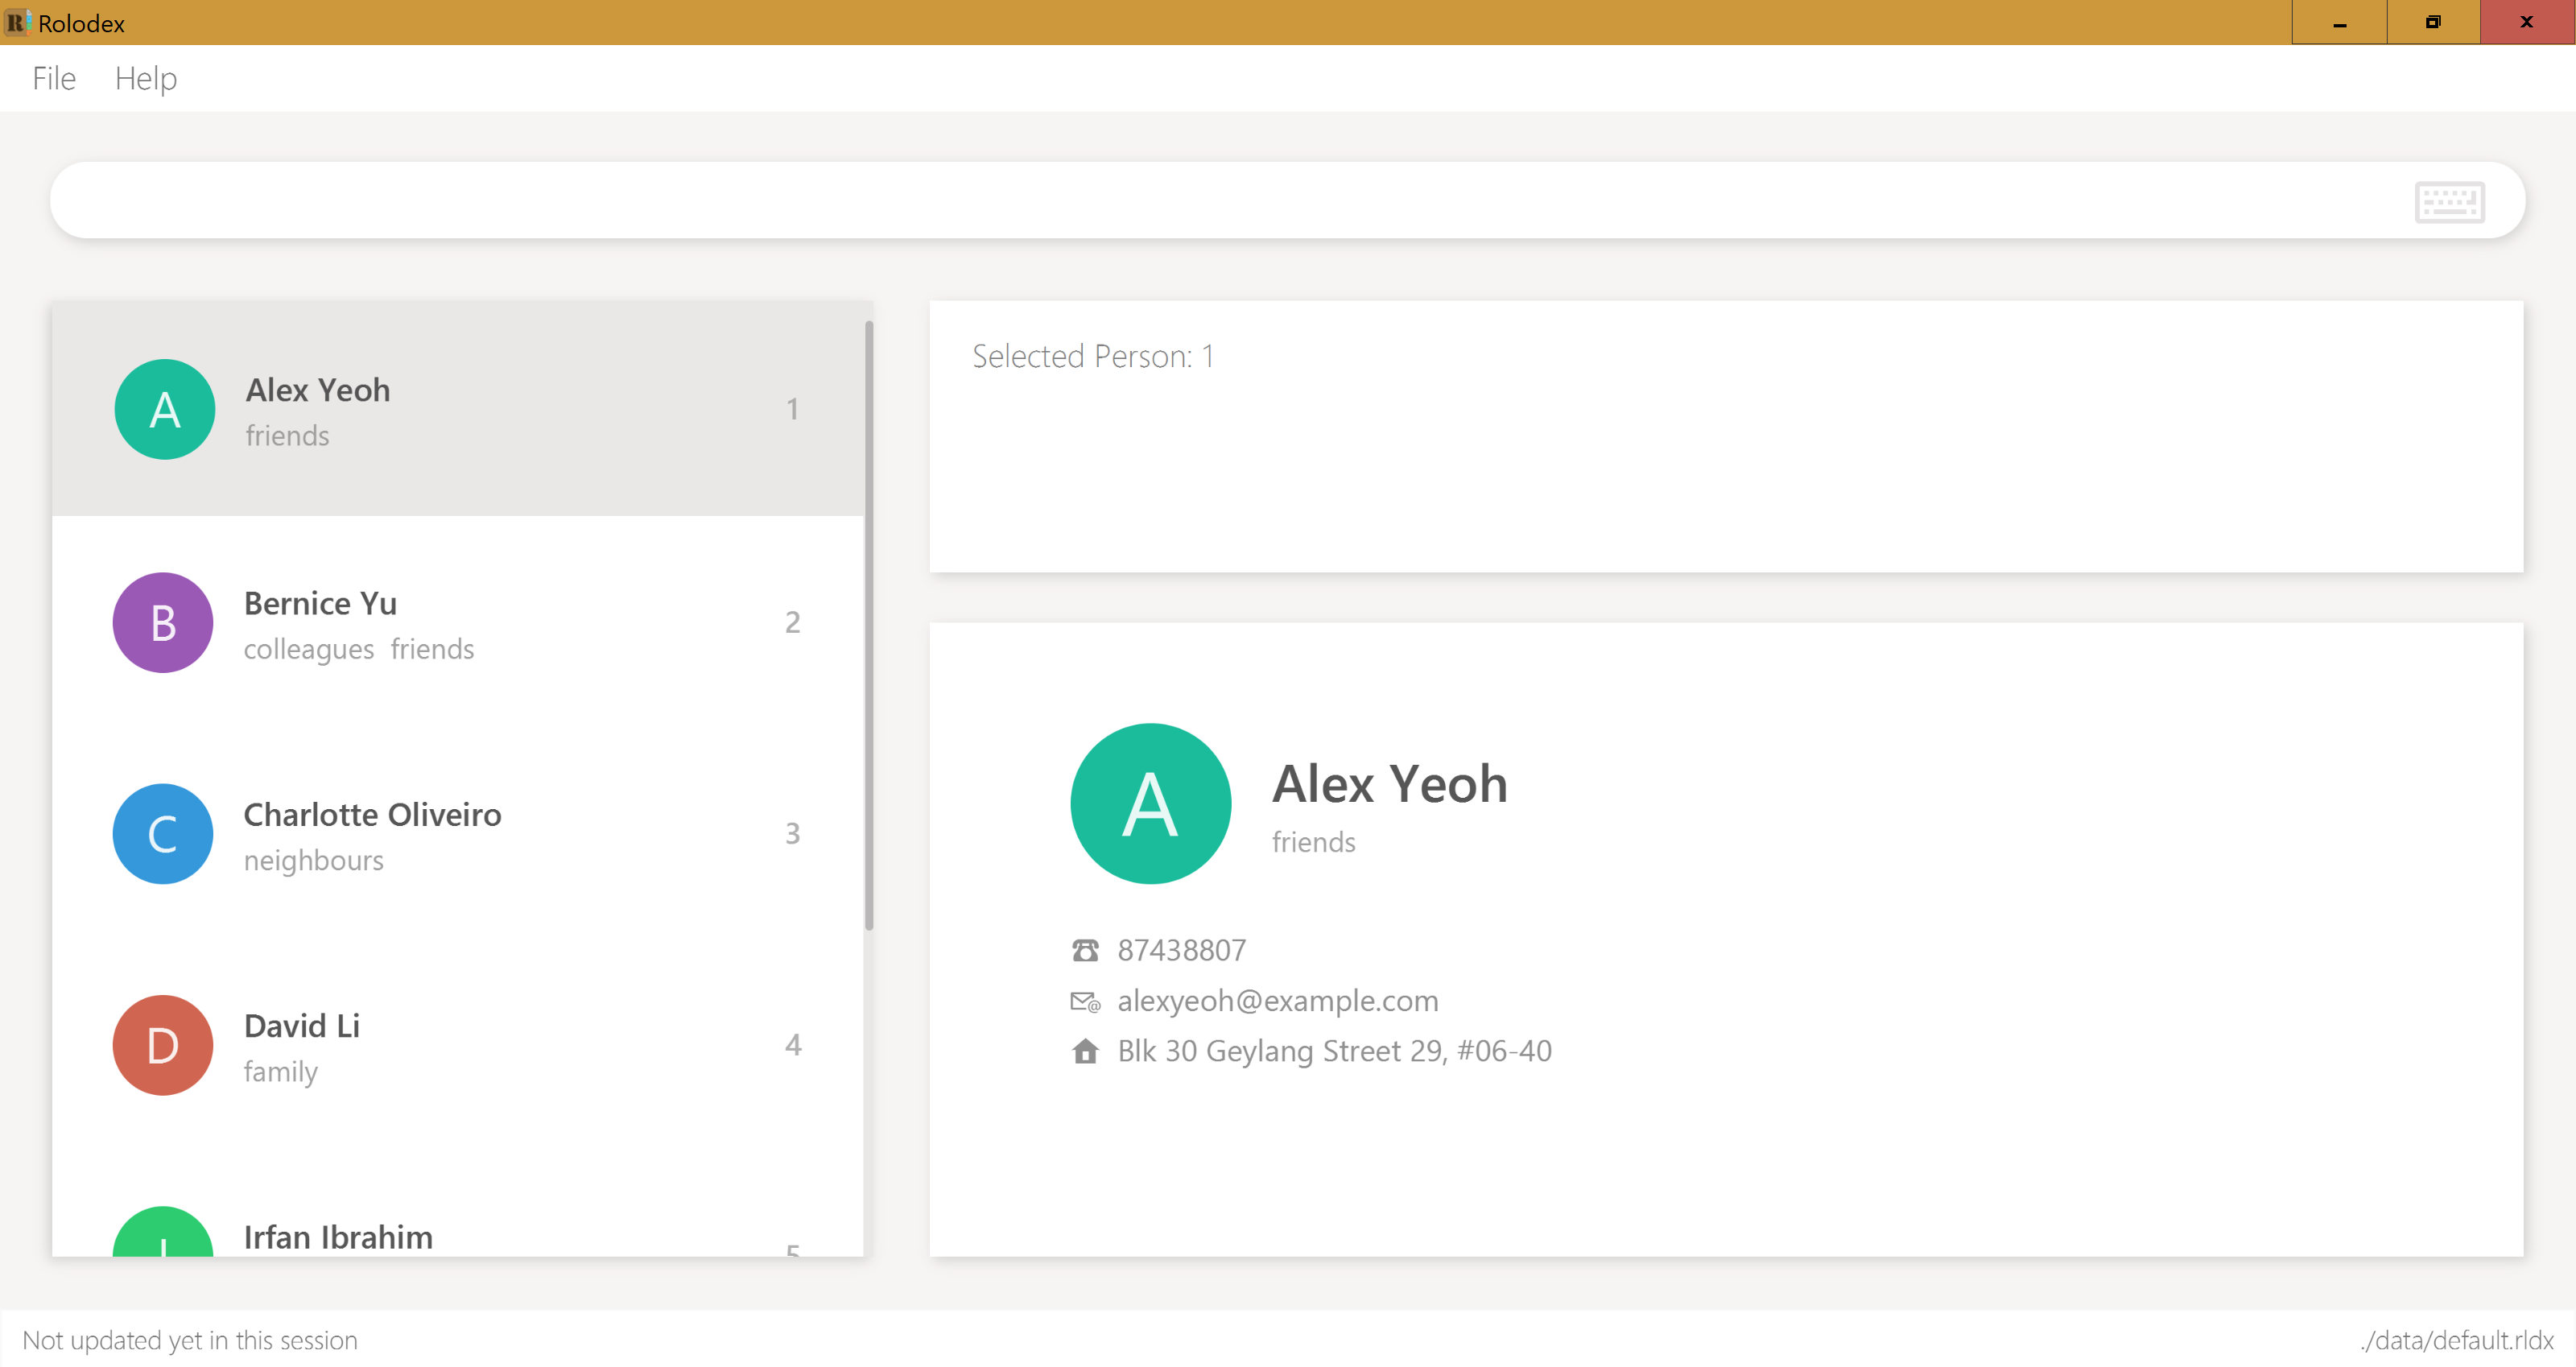 Rolodex
File Help
A
Alex Yeoh
friends
1
B
Bernice Yu
colleagues friends
2
C
Charlotte Oliveiro
neighbours
3
D
David Li
family
4
I
Irfan Ibrahim
5
Selected Person: 1
A
Alex Yeoh
friends
87438807
alexyeoh@example.com
Blk 30 Geylang Street 29, #06-40
Not updated yet in this session
./data/default.rldx